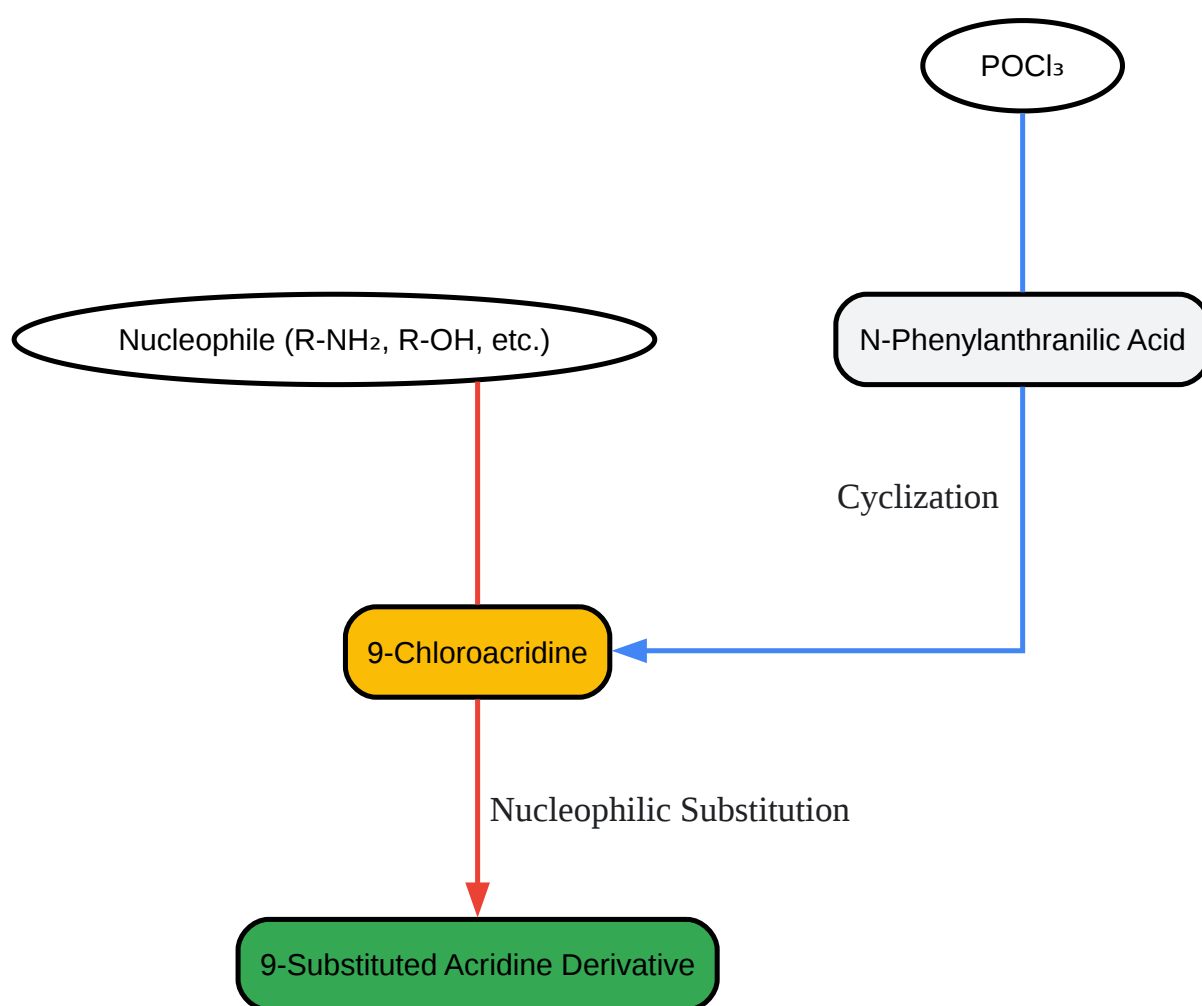 POCl₃
Nucleophile (R-NH₂, R-OH, etc.)
N-Phenylanthranilic Acid
Cyclization
9-Chloroacridine
Nucleophilic Substitution
9-Substituted Acridine Derivative